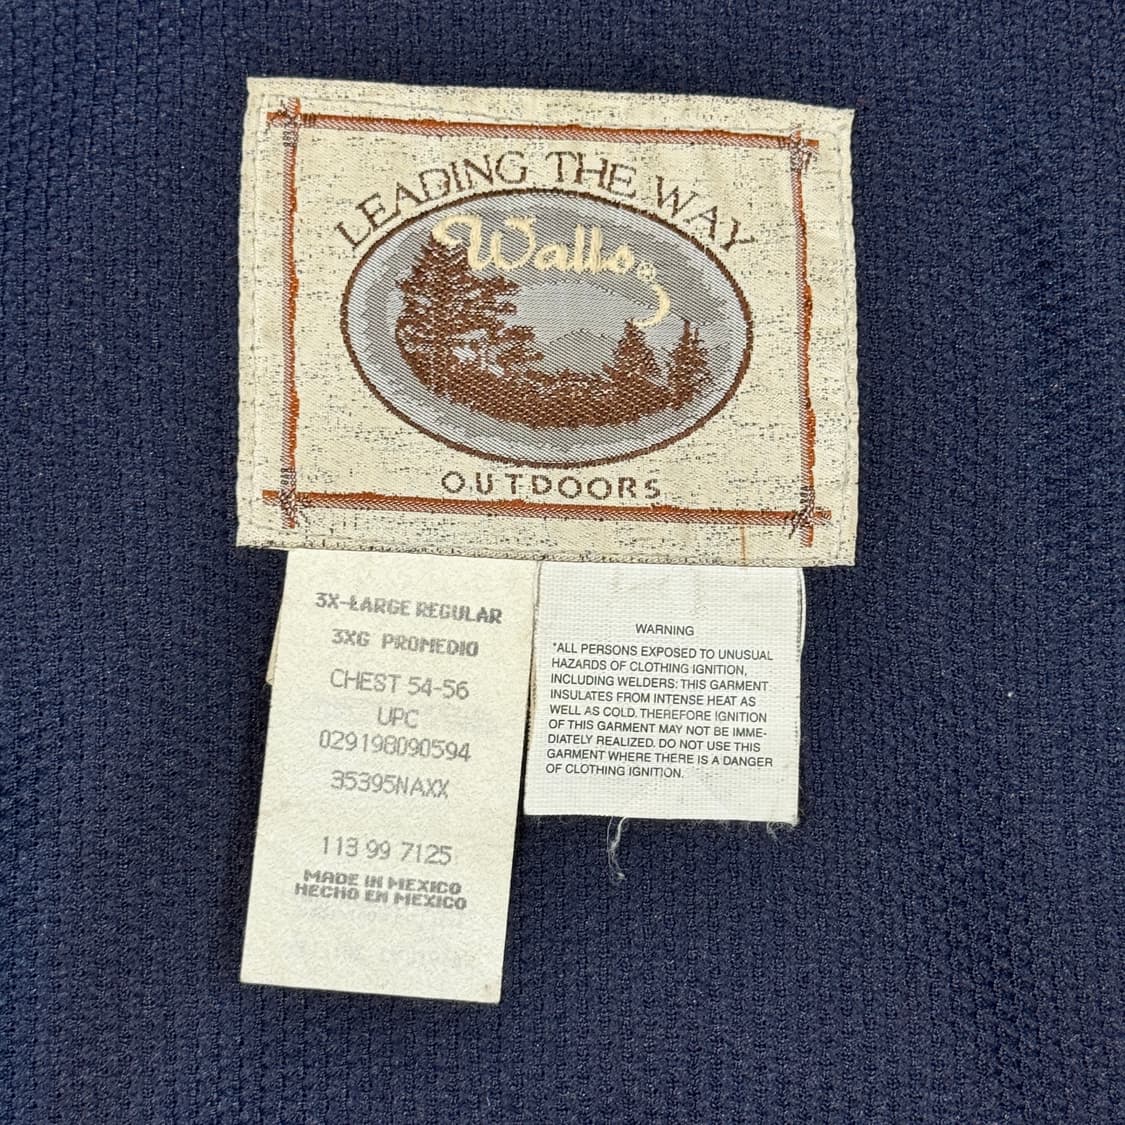 LEADING THE WAY
Walls®
OUTDOORS
3X-LARGE REGULAR
3XG PROMEDIO
CHEST 54-56
UPC
029198090594
35395NAXX
113 99 7125
MADE IN MEXICO
HECHO EN MEXICO
WARNING
"ALL PERSONS EXPOSED TO UNUSUAL
HAZARDS OF CLOTHING IGNITION,
INCLUDING WELDERS: THIS GARMENT
INSULATES FROM INTENSE HEAT AS
WELL AS COLD. THEREFORE IGNITION
OF THIS GARMENT MAY NOT BE IMME-
DIATELY REALIZED. DO NOT USE THIS
GARMENT WHERE THERE IS A DANGER
OF CLOTHING IGNITION.